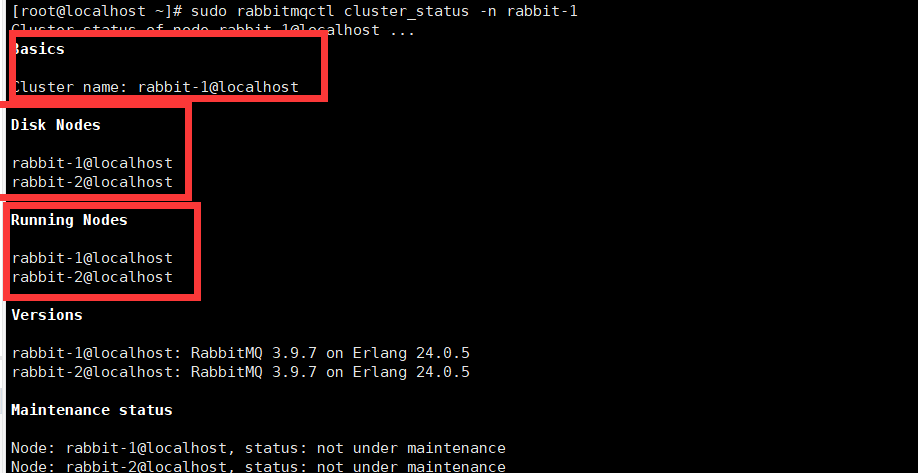 [root@localhost ~]# sudo rabbitmqctl cluster_status -n rabbit-1
Cluster status of node rabbit-1@localhost ...
Basics
Cluster name: rabbit-1@localhost
Disk Nodes
rabbit-1@localhost
rabbit-2@localhost
Running Nodes
rabbit-1@localhost
rabbit-2@localhost
Versions
rabbit-1@localhost: RabbitMQ 3.9.7 on Erlang 24.0.5
rabbit-2@localhost: RabbitMQ 3.9.7 on Erlang 24.0.5
Maintenance status
Node: rabbit-1@localhost, status: not under maintenance
Node: rabbit-2@localhost, status: not under maintenance